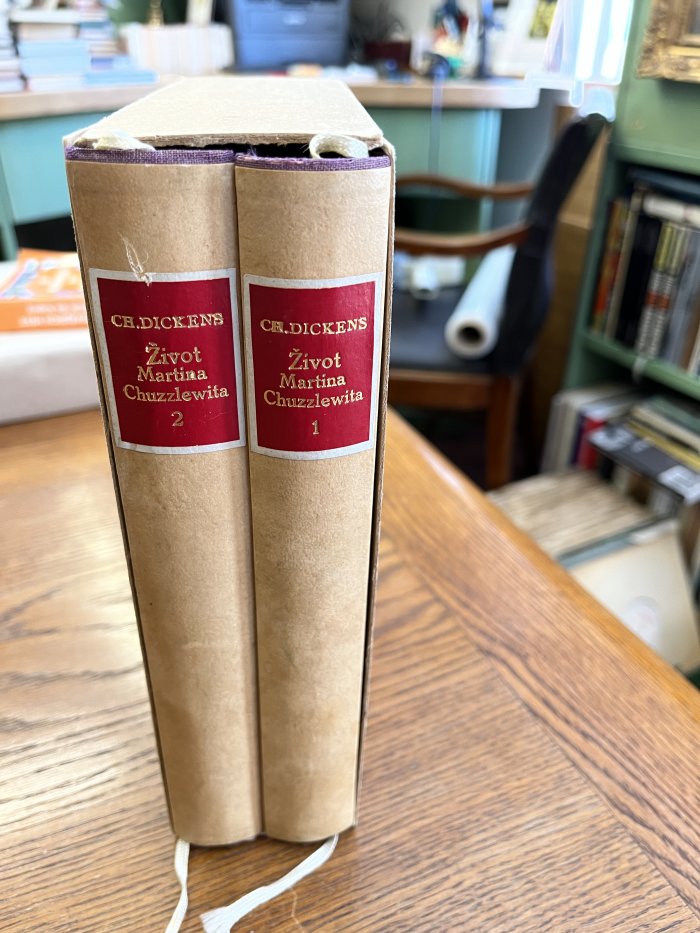 CH.DICKENS
Život
Martina
Chuzzlewita
2
CH.DICKENS
Život
Martina
Chuzzlewita
1